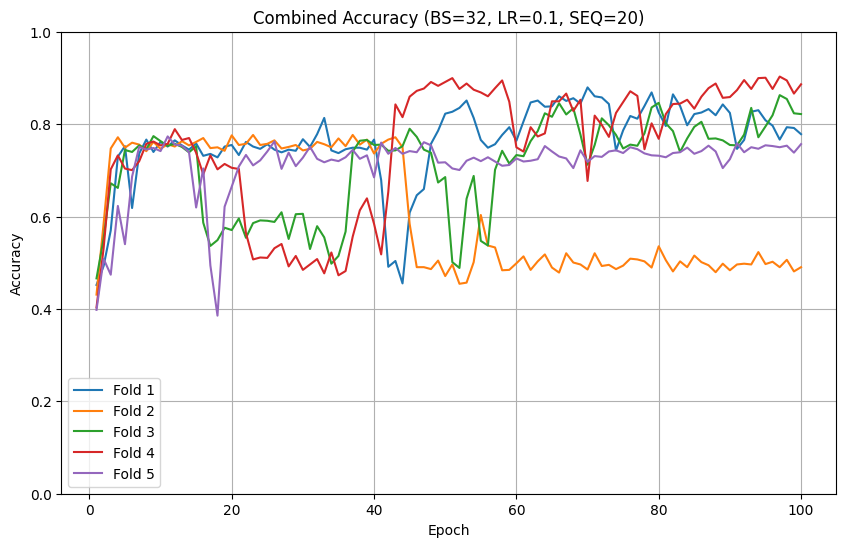 Combined Accuracy (BS=32, LR=0.1, SEQ=20)
Accuracy
1.0
0.8
0.6
0.4
0.2
0.0
Fold 1
Fold 2
Fold 3
Fold 4
Fold 5
0 20 40 60 80 100
Epoch